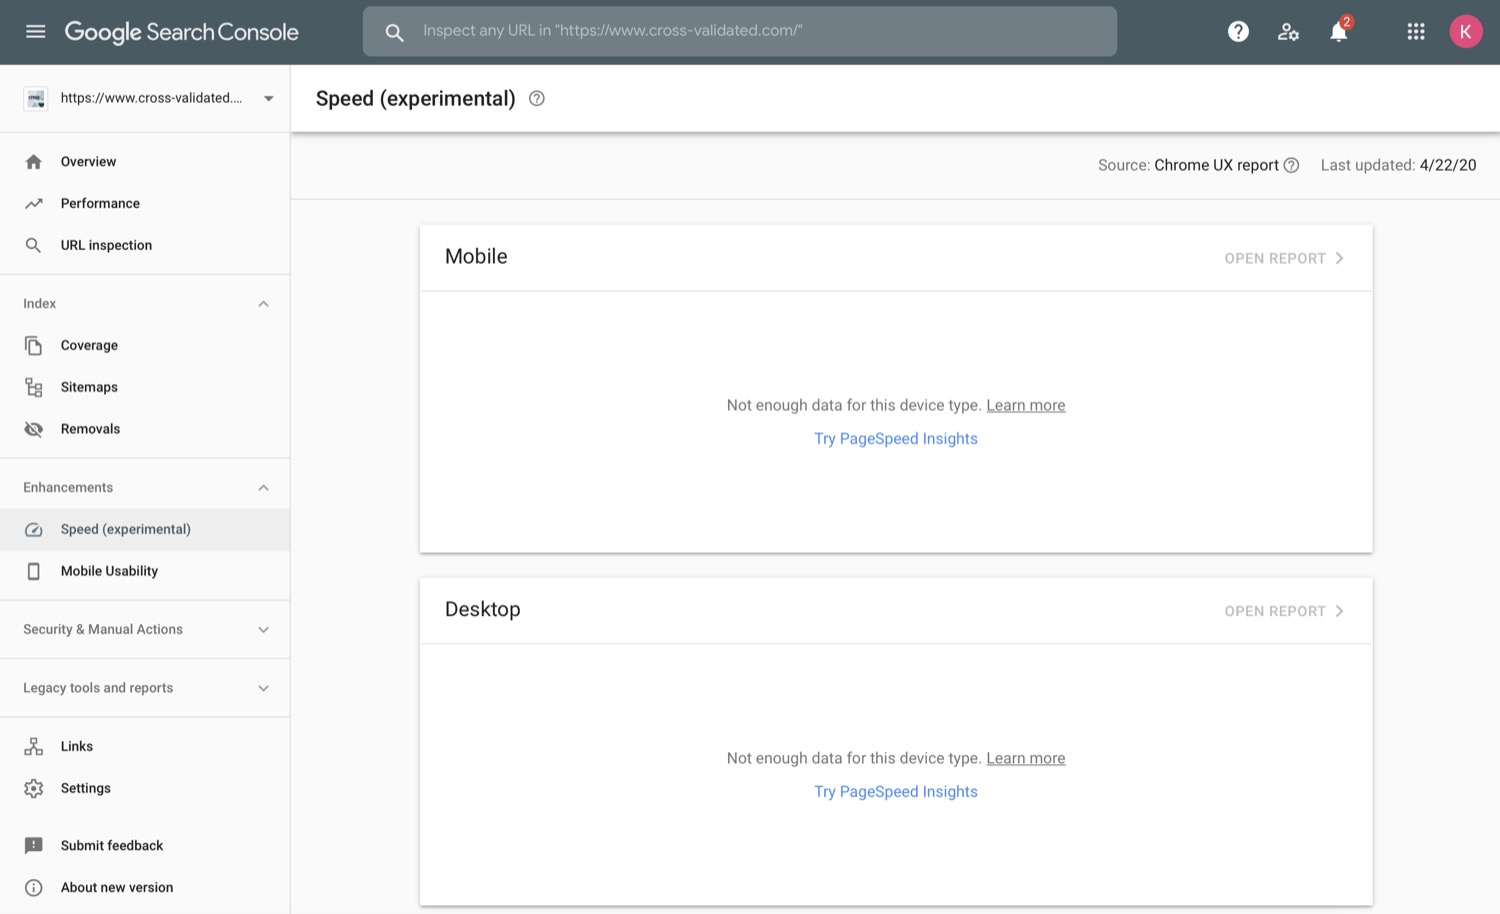 Google Search Console
Inspect any URL in "https://www.cross-validated.com/"
2
K
https://www.cross-validated....
Speed (experimental)
Source: Chrome UX report
Last updated: 4/22/20
Overview
Performance
URL inspection
Index
Coverage
Sitemaps
Removals
Enhancements
Speed (experimental)
Mobile Usability
Security & Manual Actions
Legacy tools and reports
Links
Settings
Submit feedback
About new version
Mobile
OPEN REPORT
Not enough data for this device type. Learn more
Try PageSpeed Insights
Desktop
OPEN REPORT
Not enough data for this device type. Learn more
Try PageSpeed Insights